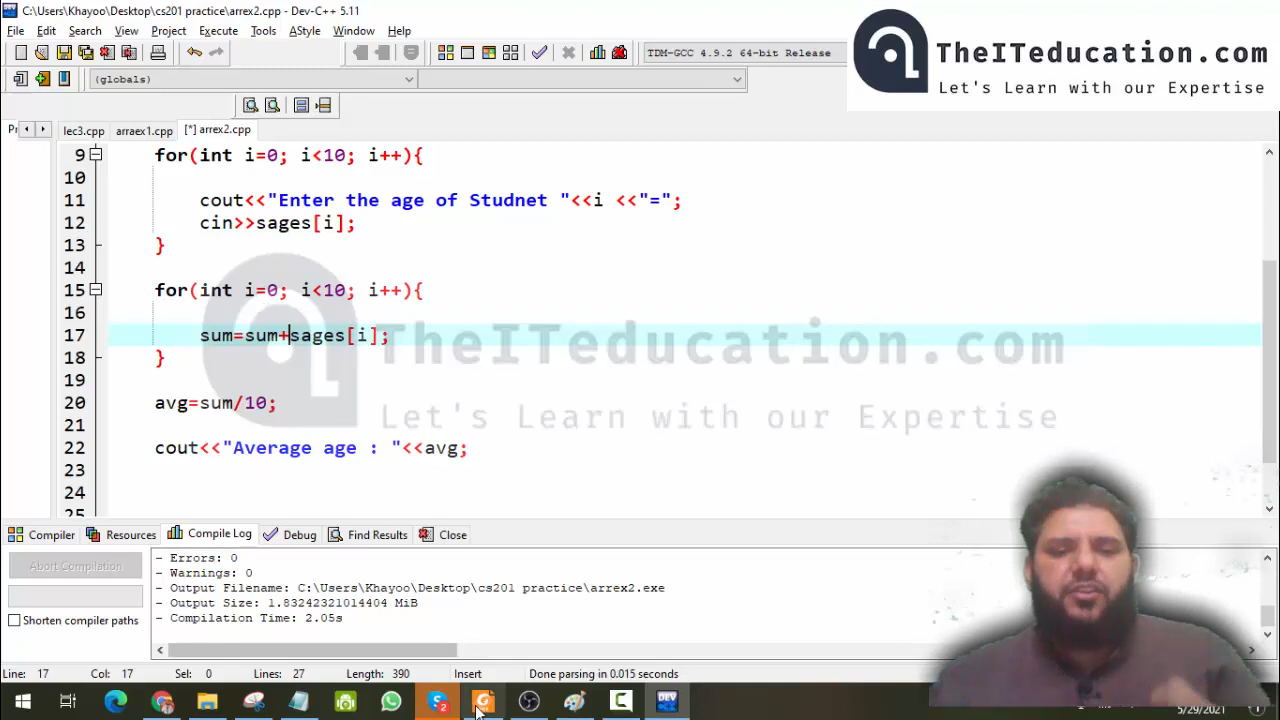 C:\Users\Khayoo\Desktop\cs201 practice\arrex2.cpp - Dev-C++ 5.11
File Edit Search View Project Execute Tools AStyle Window Help
TDM-GCC 4.9.2 64-bit Release
(globals)
TheITeducation.com
Let's Learn with our Expertise
lec3.cpp arraex1.cpp [*] arrex2.cpp
9 for(int i=0; i<10; i++){
10
11 cout<<"Enter the age of Studnet "<<i <<"=";
12 cin>>sages[i];
13 }
14
15 for(int i=0; i<10; i++){
16
17 sum=sum+sages[i];
18 }
19
20 avg=sum/10;
21
22 cout<<"Average age : "<<avg;
23
24
25
TheITeducation.com
Let's Learn with our Expertise
Compiler Resources Compile Log Debug Find Results Close
Abort Compilation
Shorten compiler paths
- Errors: 0
- Warnings: 0
- Output Filename: C:\Users\Khayoo\Desktop\cs201 practice\arrex2.exe
- Output Size: 1.83242321014404 MiB
- Compilation Time: 2.05s
Line: 17 Col: 17 Sel: 0 Lines: 27 Length: 390 Insert Done parsing in 0.015 seconds
5/29/2021